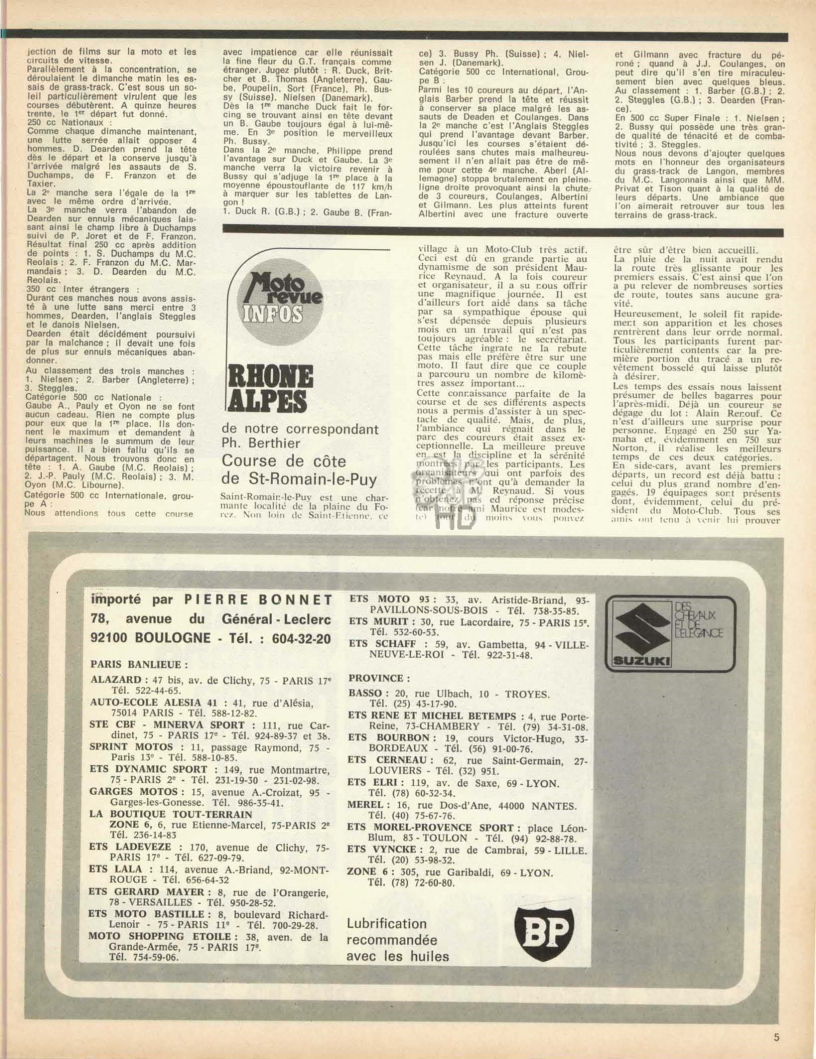 jection de films sur la moto et les
circuits de vitesse.
Parallèlement à la concentration, se
déroulaient le dimanche matin les es-
sais de grass-track. C'est sous un so-
leil particulièrement virulent que les
courses débutèrent. A quinze heures
trente, le 1er départ fut donné.
250 cc Nationaux :
Comme chaque dimanche maintenant,
une lutte serrée allait opposer 4
hommes. D. Dearden prend la tête
dès le départ et la conserve jusqu'à
l'arrivée malgré les assauts de S.
Duchamps, de F. Franzon et de
Taxier.
La 2e manche sera l'égale de la 1re
avec le même ordre d'arrivée.
La 3e manche verra l'abandon de
Dearden sur ennuis mécaniques lais-
sant ainsi le champ libre à Duchamps
suivi de P. Joret et de F. Franzon.
Résultat final 250 cc après addition
de points : 1. S. Duchamps du M.C.
Reolais ; 2. F. Franzon du M.C. Mar-
mandais ; 3. D. Dearden du M.C.
Reolais.
350 cc Inter étrangers :
Durant ces manches nous avons assis-
té à une lutte sans merci entre 3
hommes, Dearden, l'anglais Steggles
et le danois Nielsen.
Dearden était décidément poursuivi
par la malchance ; il devait une fois
de plus sur ennuis mécaniques aban-
donner.
Au classement des trois manches :
1. Nielsen ; 2. Barber (Angleterre) ;
3. Steggles.
Catégorie 500 cc Nationale :
Gaube A., Pauly et Oyon ne se font
aucun cadeau. Rien ne compte plus
pour eux que la 1re place. Ils don-
nent le maximum et demandent à
leurs machines le summum de leur
puissance. Il a bien fallu qu'ils se
départagent. Nous trouvons donc en
tête : 1. A. Gaube (M.C. Reolais) ;
2. J.-P. Pauly (M.C. Reolais) ; 3. M.
Oyon (M.C. Libourne).
Catégorie 500 cc Internationale, grou-
pe A :
Nous attendions tous cette course
avec impatience car elle réunissait
la fine fleur du G.T. français comme
étranger. Jugez plutôt : R. Duck, Brit-
cher et B. Thomas (Angleterre), Gau-
be, Poupelin, Sort (France), Ph. Bus-
sy (Suisse), Nielsen (Danemark).
Dès la 1re manche Duck fait le for-
cing se trouvant ainsi en tête devant
un B. Gaube toujours égal à lui-mê-
me. En 3e position le merveilleux
Ph. Bussy.
Dans la 2e manche, Philippe prend
l'avantage sur Duck et Gaube. La 3e
manche verra la victoire revenir à
Bussy qui s'adjuge la 1re place à la
moyenne époustouflante de 117 km/h
à marquer sur les tablettes de Lan-
gon !
1. Duck R. (G.B.) ; 2. Gaube B. (Fran-
ce) 3. Bussy Ph. (Suisse) ; 4. Niel-
sen J. (Danemark).
Catégorie 500 cc International, Grou-
pe B :
Parmi les 10 coureurs au départ, l'An-
glais Barber prend la tête et réussit
à conserver sa place malgré les as-
sauts de Deaden et Coulanges. Dans
la 2e manche c'est l'Anglais Steggles
qui prend l'avantage devant Barber.
Jusqu'ici les courses s'étaient dé-
roulées sans chutes mais malheureu-
sement il n'en allait pas être de mê-
me pour cette 4e manche. Aberl (Al-
lemagne) stoppa brutalement en pleine
ligne droite provoquant ainsi la chute
de 3 coureurs, Coulanges, Albertini
et Gilmann. Les plus atteints furent
Albertini avec une fracture ouverte
et Gilmann avec fracture du pé-
roné ; quand à J.J. Coulanges, on
peut dire qu'il s'en tire miraculeu-
sement avec quelques bleus.
Au classement : 1. Barber (G.B.) ; 2.
2. Steggles (G.B.) ; 3. Dearden (Fran-
ce).
En 500 cc Super Finale : 1. Nielsen ;
2. Bussy qui possède une très gran-
de qualité de ténacité et de comba-
tivité ; 3. Steggles.
Nous nous devons d'ajouter quelques
mots en l'honneur des organisateurs
du grass-track de Langon, membres
du M.C. Langonnais ainsi que MM.
Privat et Tison quant à la qualité de
leurs départs. Une ambiance que
l'on aimerait retrouver sur tous les
terrains de grass-track.
Moto
revue
INFOS
RHONE
ALPES
de notre correspondant
Ph. Berthier
Course de côte
de St-Romain-le-Puy
Saint-Romain-le-Puy est une char-
mante localité de la plaine du Fo-
rez. Non loin de Saint-Etienne, ce
village à un Moto-Club très actif.
Ceci est dû en grande partie au
dynamisme de son président Mau-
rice Reynaud. A la fois coureur
et organisateur, il a su nous offrir
une magnifique journée. Il est
d'ailleurs fort aidé dans sa tâche
par sa sympathique épouse qui
s'est dépensée depuis plusieurs
mois en un travail qui n'est pas
toujours agréable : le secrétariat.
Cette tâche ingrate ne la rebute
pas mais elle préfère être sur une
moto. Il faut dire que ce couple
a parcouru un nombre de kilomè-
tres assez important...
Cette connaissance parfaite de la
course et de ses différents aspects
nous a permis d'assister à un spec-
tacle de qualité. Mais, de plus,
l'ambiance qui régnait dans le
parc des coureurs était assez ex-
ceptionnelle. La meilleure preuve
en est la discipline et la sérénité
les participants. Les
qui ont parfois des
qu'à demander la
M. Reynaud. Si vous
réponse précise
Maurice est modes-
moins vous pouvez
être sûr d'être bien accueilli.
La pluie de la nuit avait rendu
la route très glissante pour les
premiers essais. C'est ainsi que l'on
a pu relever de nombreuses sorties
de route, toutes sans aucune gra-
vité.
Heureusement, le soleil fit rapide-
ment son apparition et les choses
rentrèrent dans leur orrde normal.
Tous les participants furent par-
ticulièrement contents car la pre-
mière portion du tracé a un re-
vêtement bosselé qui laisse plutôt
à désirer.
Les temps des essais nous laissent
présumer de belles bagarres pour
l'après-midi. Déjà un coureur se
dégage du lot : Alain Renouf. Ce
n'est d'ailleurs une surprise pour
personne. Engagé en 250 sur Ya-
maha et, évidemment en 750 sur
Norton, il réalise les meilleurs
temps de ces deux catégories.
En side-cars, avant les premiers
départs, un record est déjà battu :
celui du plus grand nombre d'en-
gagés. 19 équipages sont présents
dont, évidemment, celui du pré-
sident du Moto-Club. Tous ses
amis ont tenu à venir lui prouver
importé par PIERRE BONNET
78, avenue du Général-Leclerc
92100 BOULOGNE - Tél. : 604-32-20
PARIS BANLIEUE :
ALAZARD : 47 bis, av. de Clichy, 75 - PARIS 17e
Tél. 522-44-65.
AUTO-ECOLE ALESIA 41 : 41, rue d'Alésia,
75014 PARIS - Tél. 588-12-82.
STE CBF - MINERVA SPORT : 111, rue Car-
dinet, 75 - PARIS 17e - Tél. 924-89-37 et 38.
SPRINT MOTOS : 11, passage Raymond, 75 -
Paris 13e - Tél. 588-10-85.
ETS DYNAMIC SPORT : 149, rue Montmartre,
75 - PARIS 2e - Tél. 231-19-30 - 231-02-98.
GARGES MOTOS : 15, avenue A.-Croizat, 95 -
Garges-les-Gonesse. Tél. 986-35-41.
LA BOUTIQUE TOUT-TERRAIN
ZONE 6, 6, rue Etienne-Marcel, 75-PARIS 2e
Tél. 236-14-83
ETS LADEVEZE : 170, avenue de Clichy, 75-
PARIS 17e - Tél. 627-09-79.
ETS LALA : 114, avenue A.-Briand, 92-MONT-
ROUGE - Tél. 656-64-32
ETS GERARD MAYER : 8, rue de l'Orangerie,
78 - VERSAILLES - Tél. 950-28-52.
ETS MOTO BASTILLE : 8, boulevard Richard-
Lenoir - 75 - PARIS 11e - Tél. 700-29-28.
MOTO SHOPPING ETOILE : 38, aven. de la
Grande-Armée, 75 - PARIS 17e.
Tél. 754-59-06.
ETS MOTO 93 : 33, av. Aristide-Briand, 93-
PAVILLONS-SOUS-BOIS - Tél. 738-35-85.
ETS MURIT : 30, rue Lacordaire, 75 - PARIS 15e.
Tél. 532-60-53.
ETS SCHAFF : 59, av. Gambetta, 94 - VILLE-
NEUVE-LE-ROI - Tél. 922-31-48.
PROVINCE :
BASSO : 20, rue Ulbach, 10 - TROYES.
Tél. (25) 43-17-90.
ETS RENE ET MICHEL BETEMPS : 4, rue Porte-
Reine, 73-CHAMBERY - Tél. (79) 34-31-08.
ETS BOURBON : 19, cours Victor-Hugo, 33-
BORDEAUX - Tél. (56) 91-00-76.
ETS CERNEAU : 62, rue Saint-Germain, 27-
LOUVIERS - Tél. (32) 951.
ETS ELRI : 119, av. de Saxe, 69 - LYON.
Tél. (78) 60-32-34.
MEREL : 16, rue Dos-d'Ane, 44000 NANTES.
Tél. (40) 75-67-76.
ETS MOREL-PROVENCE SPORT : place Léon-
Blum, 83 - TOULON - Tél. (94) 92-88-78.
ETS VYNCKE : 2, rue de Cambrai, 59 - LILLE.
Tél. (20) 53-98-32.
ZONE 6 : 305, rue Garibaldi, 69 - LYON.
Tél. (78) 72-60-80.
Lubrification
recommandée
avec les huiles
BP
SUZUKI
DES
CHEVAUX
ET DE
L'ELEGANCE
5